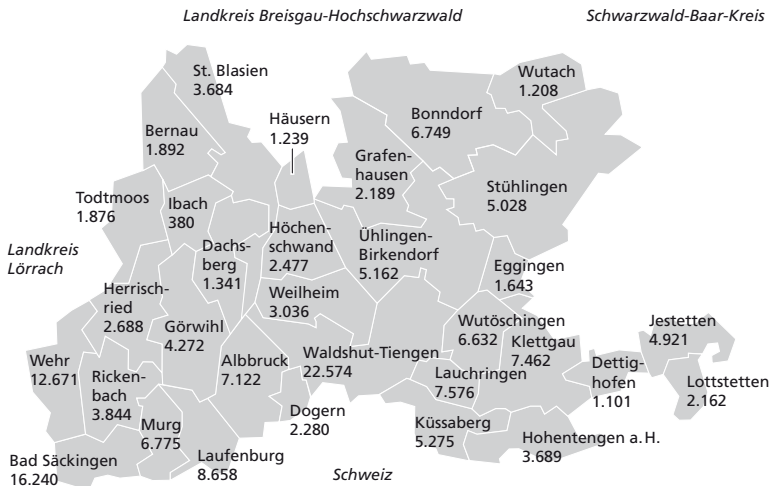 Landkreis Breisgau-Hochschwarzwald
Schwarzwald-Baar-Kreis
St. Blasien
3.684
Wutach
1.208
Häusern
1.239
Bonndorf
6.749
Bernau
1.892
Grafen-
hausen
2.189
Stühlingen
5.028
Todtmoos
1.876
Ibach
380
Höchen-
schwand
2.477
Ühlingen-
Birkendorf
5.162
Landkreis
Lörrach
Dachs-
berg
1.341
Eggingen
1.643
Herrisch-
ried
2.688
Weilheim
3.036
Görwihl
4.272
Wutöschingen
6.632
Klettgau
7.462
Jestetten
4.921
Wehr
12.671
Ricken-
bach
3.844
Albbruck
7.122
Waldshut-Tiengen
22.574
Lauchringen
7.576
Dettig-
hofen
1.101
Lottstetten
2.162
Murg
6.775
Dogern
2.280
Küssaberg
5.275
Hohentengen a. H.
3.689
Bad Säckingen
16.240
Laufenburg
8.658
Schweiz